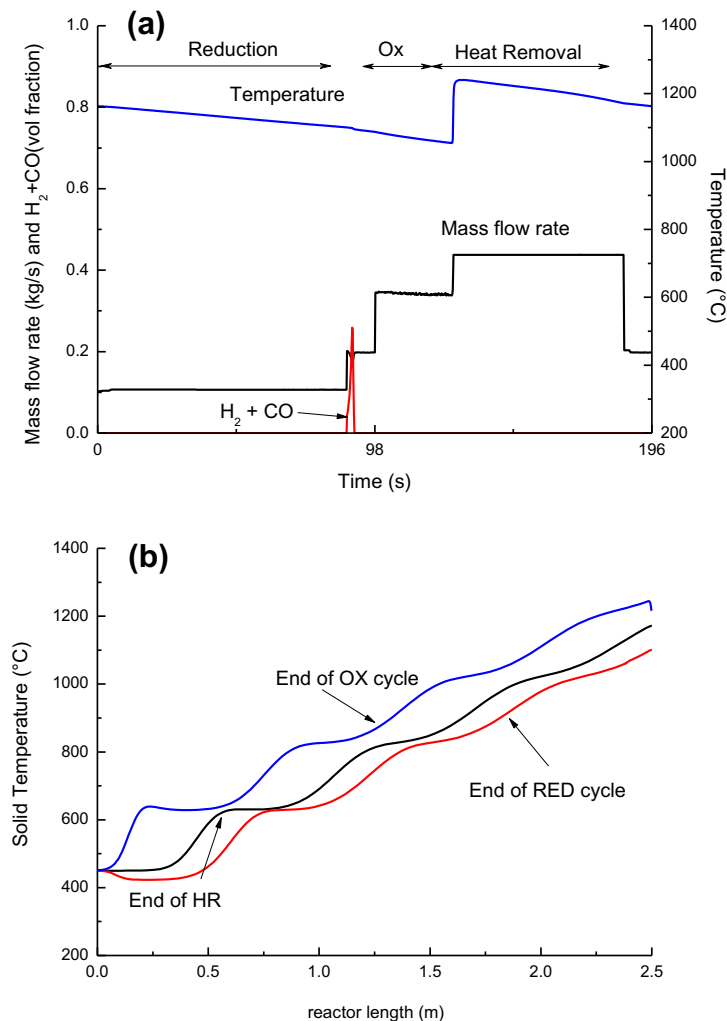 (a)
Reduction
Ox
Heat Removal
Temperature
Mass flow rate
H2 + CO
1.0
0.8
0.6
0.4
0.2
0.0
1400
1200
1000
800
600
400
200
0
98
196
Mass flow rate (kg/s) and H2+CO(vol fraction)
Temperature (°C)
Time (s)
(b)
End of OX cycle
End of RED cycle
End of HR
1400
1200
1000
800
600
400
200
0.0
0.5
1.0
1.5
2.0
2.5
Solid Temperature (°C)
reactor length (m)